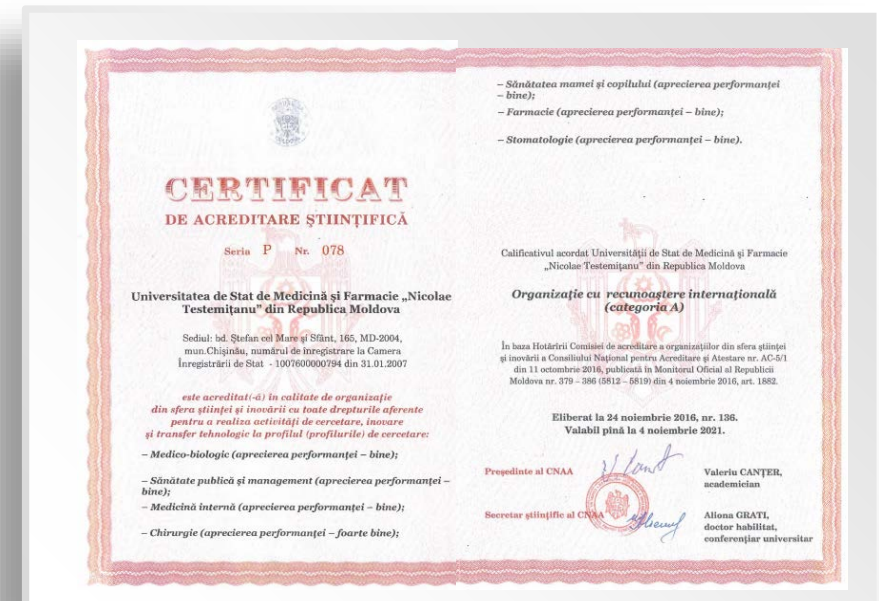 CERTIFICAT
DE ACREDITARE ȘTIINȚIFICĂ
Seria P Nr. 078
Universitatea de Stat de Medicină și Farmacie „Nicolae
Testemițanu” din Republica Moldova
Sediul: bd. Ștefan cel Mare și Sfânt, 165, MD-2004,
mun.Chișinău, numărul de înregistrare la Camera
Înregistrării de Stat - 1007600000794 din 31.01.2007
este acreditat(-ă) în calitate de organizație
din sfera științei și inovării cu toate drepturile aferente
pentru a realiza activități de cercetare, inovare
și transfer tehnologic la profilul (profilurile) de cercetare:
– Medico-biologic (aprecierea performanței – bine);
– Sănătate publică și management (aprecierea performanței –
bine);
– Medicină internă (aprecierea performanței – bine);
– Chirurgie (aprecierea performanței – foarte bine);
– Sănătatea mamei și copilului (aprecierea performanței
– bine);
– Farmacie (aprecierea performanței – bine);
– Stomatologie (aprecierea performanței – bine).
Calificativul acordat Universității de Stat de Medicină și Farmacie
„Nicolae Testemițanu” din Republica Moldova
Organizație cu recunoaștere internațională
(categoria A)
În baza Hotărîrii Comisiei de acreditare a organizațiilor din sfera științei
și inovării a Consiliului Național pentru Acreditare și Atestare nr. AC-5/1
din 11 octombrie 2016, publicată în Monitorul Oficial al Republicii
Moldova nr. 379 – 386 (5812 – 5819) din 4 noiembrie 2016, art. 1882.
Eliberat la 24 noiembrie 2016, nr. 136.
Valabil pînă la 4 noiembrie 2021.
Președinte al CNAA
Valeriu CANȚER,
academician
Secretar științific al CNAA
Aliona GRATI,
doctor habilitat,
conferențiar universitar